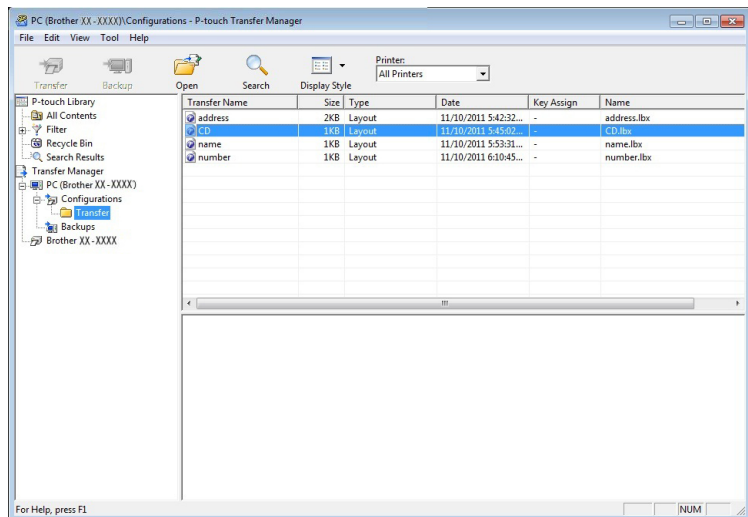 PC (Brother XX-XXXX)\Configurations - P-touch Transfer Manager
File Edit View Tool Help
Transfer Backup Open Search Display Style
Printer:
All Printers
P-touch Library
All Contents
Filter
Recycle Bin
Search Results
Transfer Manager
PC (Brother XX-XXXX)
Configurations
Transfer
Backups
Brother XX-XXXX
Transfer Name Size Type Date Key Assign Name
address 2KB Layout 11/10/2011 5:42:32... - address.lbx
CD 1KB Layout 11/10/2011 5:45:02... - CD.lbx
name 1KB Layout 11/10/2011 5:53:31... - name.lbx
number 1KB Layout 11/10/2011 6:10:45... - number.lbx
For Help, press F1
NUM